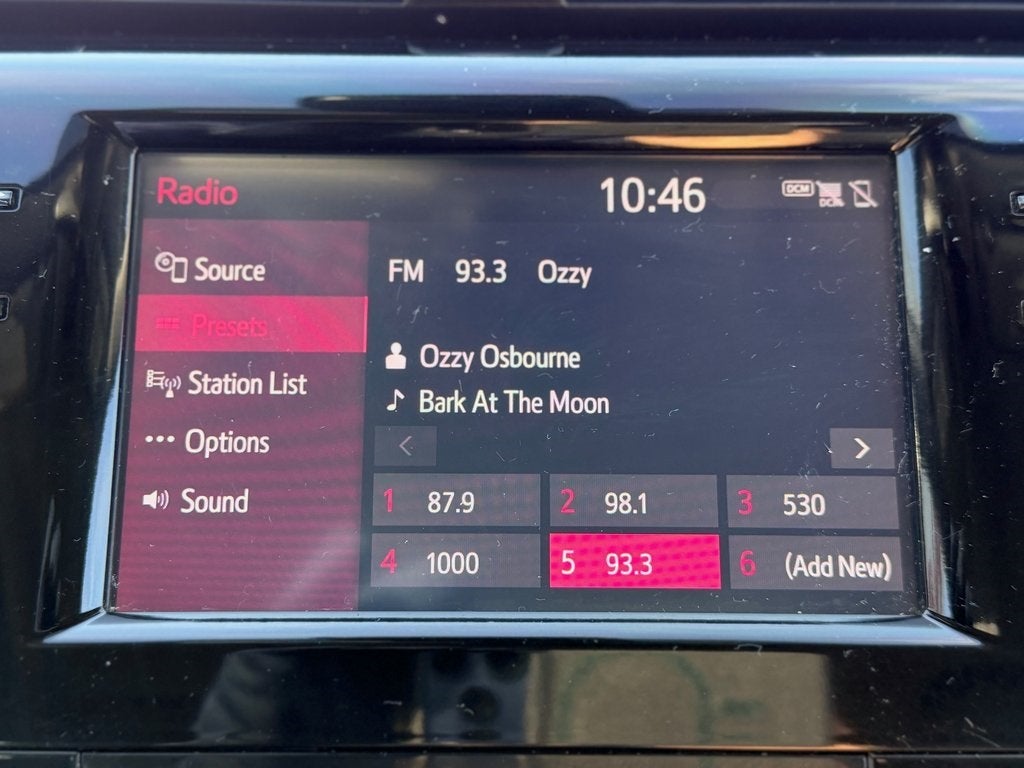 Radio
10:46
DCM
DCM
Source
Presets
Station List
••• Options
Sound
FM 93.3 Ozzy
Ozzy Osbourne
Bark At The Moon
< >
1 87.9
2 98.1
3 530
4 1000
5 93.3
6 (Add New)